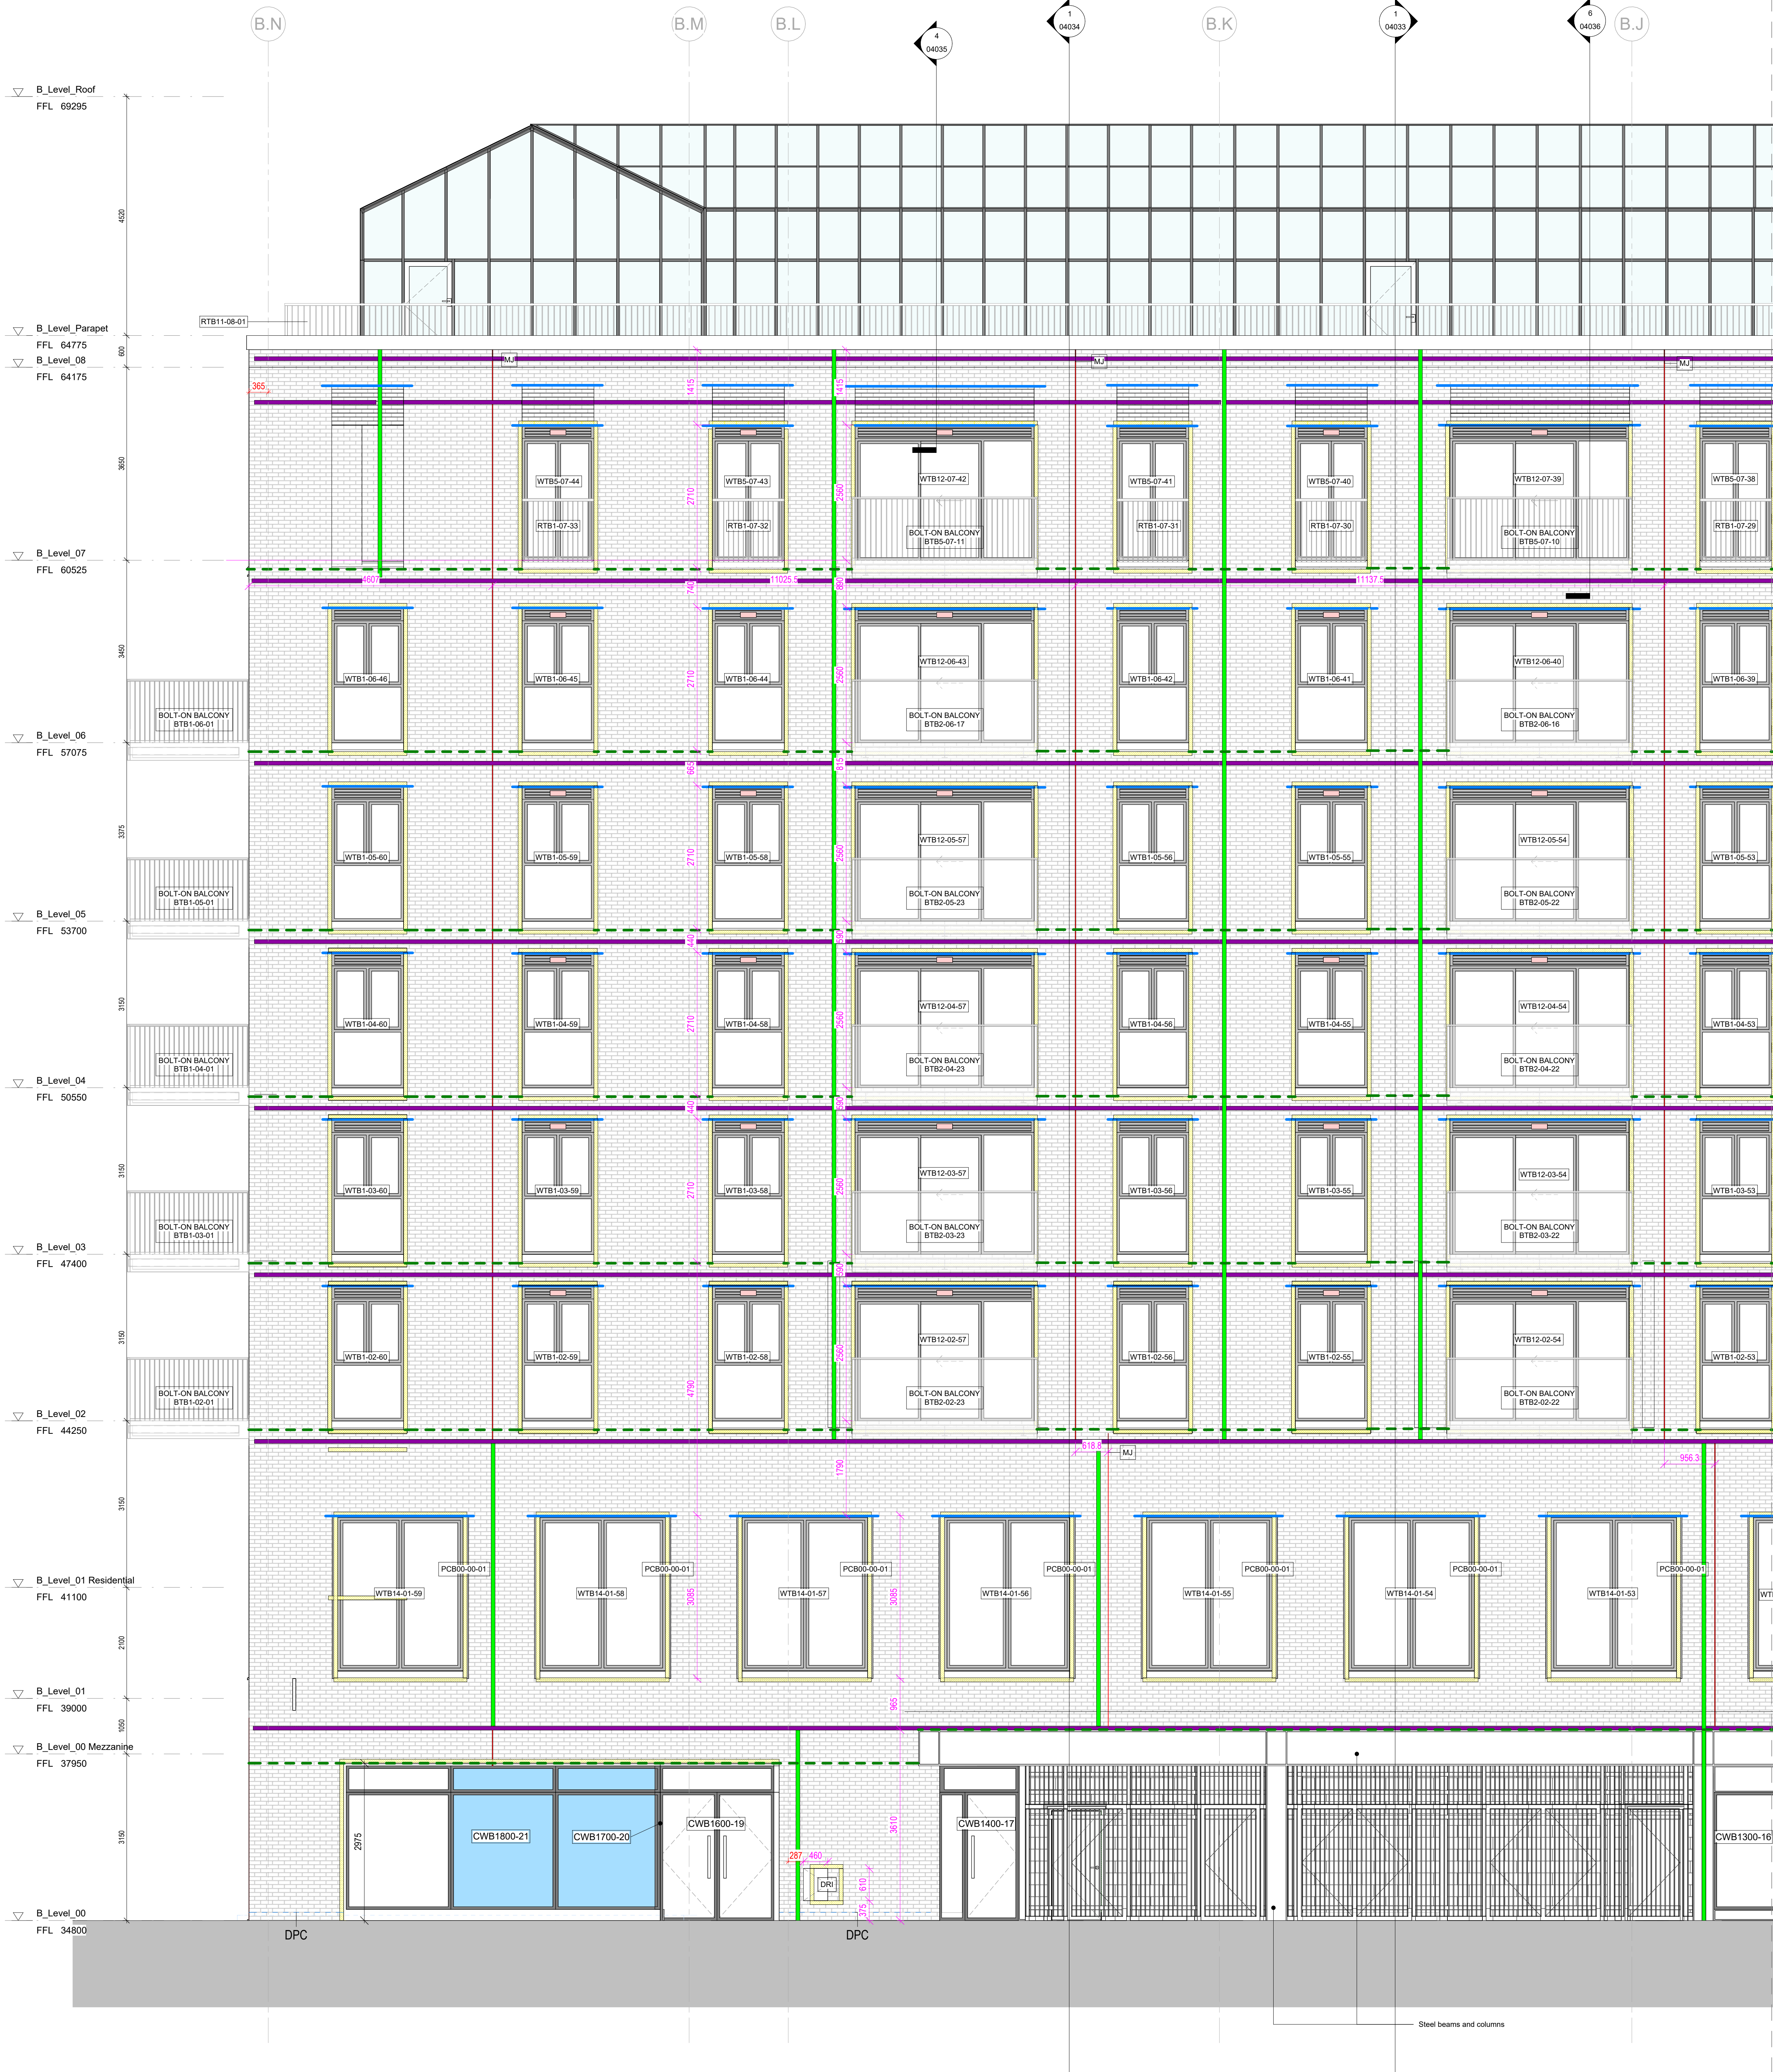 B.N
B.M
B.L
4
04035
1
04034
B.K
1
04033
6
04036
B.J
B_Level_Roof
FFL 69295
4520
RTB11-08-01
B_Level_Parapet
FFL 64775
600
B_Level_08
FFL 64175
MJ
MJ
MJ
365
1415
1415
3650
WTB5-07-44
WTB5-07-43
WTB12-07-42
WTB5-07-41
WTB5-07-40
WTB12-07-39
WTB5-07-38
2710
2560
RTB1-07-33
RTB1-07-32
BOLT-ON BALCONY
BTB5-07-11
RTB1-07-31
RTB1-07-30
BOLT-ON BALCONY
BTB5-07-10
RTB1-07-29
B_Level_07
FFL 60525
4607
11025.5
11137.5
740
860
3450
WTB1-06-46
WTB1-06-45
WTB1-06-44
WTB12-06-43
WTB1-06-42
WTB1-06-41
WTB12-06-40
WTB1-06-39
2710
2560
BOLT-ON BALCONY
BTB1-06-01
BOLT-ON BALCONY
BTB2-06-17
BOLT-ON BALCONY
BTB2-06-16
B_Level_06
FFL 57075
665
815
3375
WTB1-05-60
WTB1-05-59
WTB1-05-58
WTB12-05-57
WTB1-05-56
WTB1-05-55
WTB12-05-54
WTB1-05-53
2710
2560
BOLT-ON BALCONY
BTB1-05-01
BOLT-ON BALCONY
BTB2-05-23
BOLT-ON BALCONY
BTB2-05-22
B_Level_05
FFL 53700
440
590
3150
WTB1-04-60
WTB1-04-59
WTB1-04-58
WTB12-04-57
WTB1-04-56
WTB1-04-55
WTB12-04-54
WTB1-04-53
2710
2560
BOLT-ON BALCONY
BTB1-04-01
BOLT-ON BALCONY
BTB2-04-23
BOLT-ON BALCONY
BTB2-04-22
B_Level_04
FFL 50550
440
590
3150
WTB1-03-60
WTB1-03-59
WTB1-03-58
WTB12-03-57
WTB1-03-56
WTB1-03-55
WTB12-03-54
WTB1-03-53
2710
2560
BOLT-ON BALCONY
BTB1-03-01
BOLT-ON BALCONY
BTB2-03-23
BOLT-ON BALCONY
BTB2-03-22
B_Level_03
FFL 47400
590
3150
WTB1-02-60
WTB1-02-59
WTB1-02-58
WTB12-02-57
WTB1-02-56
WTB1-02-55
WTB12-02-54
WTB1-02-53
4790
2560
BOLT-ON BALCONY
BTB1-02-01
BOLT-ON BALCONY
BTB2-02-23
BOLT-ON BALCONY
BTB2-02-22
B_Level_02
FFL 44250
618.8
MJ
956.3
1790
3150
PCB00-00-01
PCB00-00-01
PCB00-00-01
PCB00-00-01
PCB00-00-01
PCB00-00-01
PCB00-00-01
B_Level_01 Residential
FFL 41100
WTB14-01-59
WTB14-01-58
WTB14-01-57
WTB14-01-56
WTB14-01-55
WTB14-01-54
WTB14-01-53
3085
3085
2100
B_Level_01
FFL 39000
965
1050
B_Level_00 Mezzanine
FFL 37950
3150
2975
CWB1800-21
CWB1700-20
CWB1600-19
CWB1400-17
CWB1300-16
3610
287
460
DRI
610
375
B_Level_00
FFL 34800
DPC
DPC
Steel beams and columns